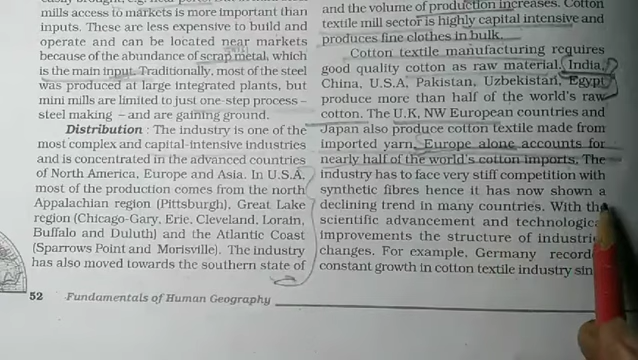 mills access to markets is more important than
inputs. These are less expensive to build and
operate and can be located near markets
because of the abundance of scrap metal, which
is the main input. Traditionally, most of the steel
was produced at large integrated plants, but
mini mills are limited to just one-step process –
steel making – and are gaining ground.
Distribution : The industry is one of the
most complex and capital-intensive industries
and is concentrated in the advanced countries
of North America, Europe and Asia. In U.S.A,
most of the production comes from the north
Appalachian region (Pittsburgh), Great Lake
region (Chicago-Gary, Erie, Cleveland, Lorain,
Buffalo and Duluth) and the Atlantic Coast
(Sparrows Point and Morisville). The industry
has also moved towards the southern state of
52 Fundamentals of Human Geography
and the volume of production increases. Cotton
textile mill sector is highly capital intensive and
produces fine clothes in bulk.
Cotton textile manufacturing requires
good quality cotton as raw material. India,
China, U.S.A, Pakistan, Uzbekistan, Egypt
produce more than half of the world's raw
cotton. The U.K, NW European countries and
Japan also produce cotton textile made from
imported yarn. Europe alone accounts for
nearly half of the world's cotton imports. The
industry has to face very stiff competition with
synthetic fibres hence it has now shown a
declining trend in many countries. With the
scientific advancement and technologica
improvements the structure of industrie
changes. For example, Germany recorde
constant growth in cotton textile industry sin